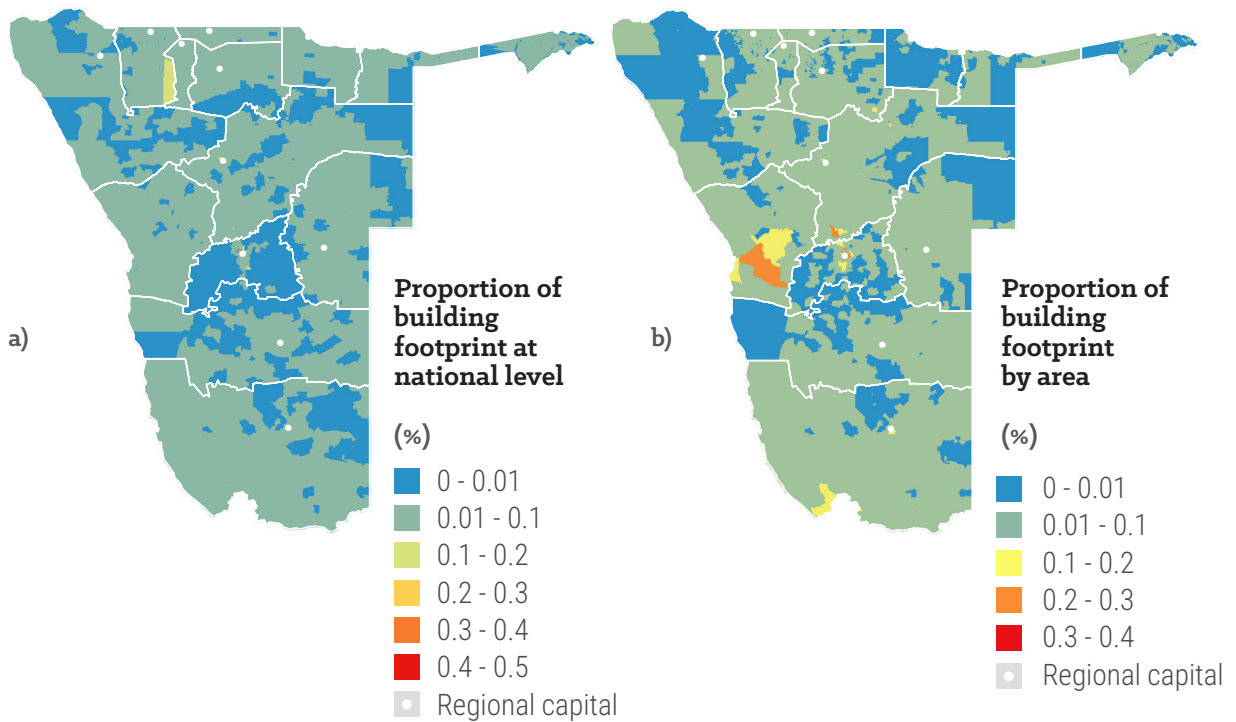 a)
Proportion of
building
footprint at
national level
(%)
0 - 0.01
0.01 - 0.1
0.1 - 0.2
0.2 - 0.3
0.3 - 0.4
0.4 - 0.5
Regional capital
b)
Proportion of
building
footprint
by area
(%)
0 - 0.01
0.01 - 0.1
0.1 - 0.2
0.2 - 0.3
0.3 - 0.4
Regional capital